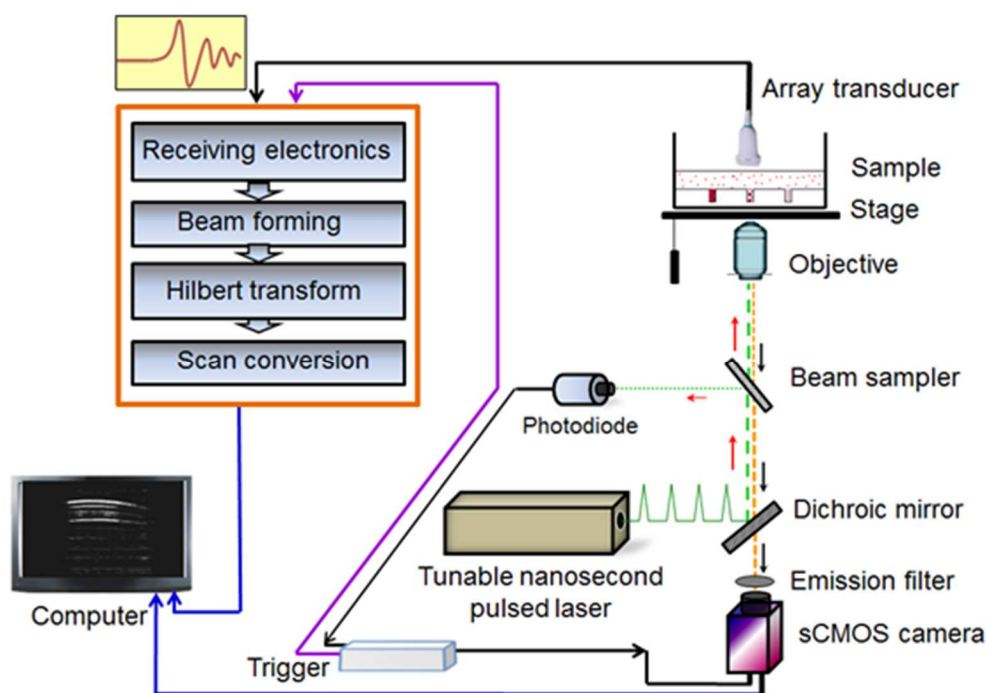 Array transducer
Receiving electronics
Sample
Beam forming
Stage
Hilbert transform
Objective
Scan conversion
Beam sampler
Photodiode
Dichroic mirror
Tunable nanosecond
pulsed laser
Emission filter
Computer
sCMOS camera
Trigger